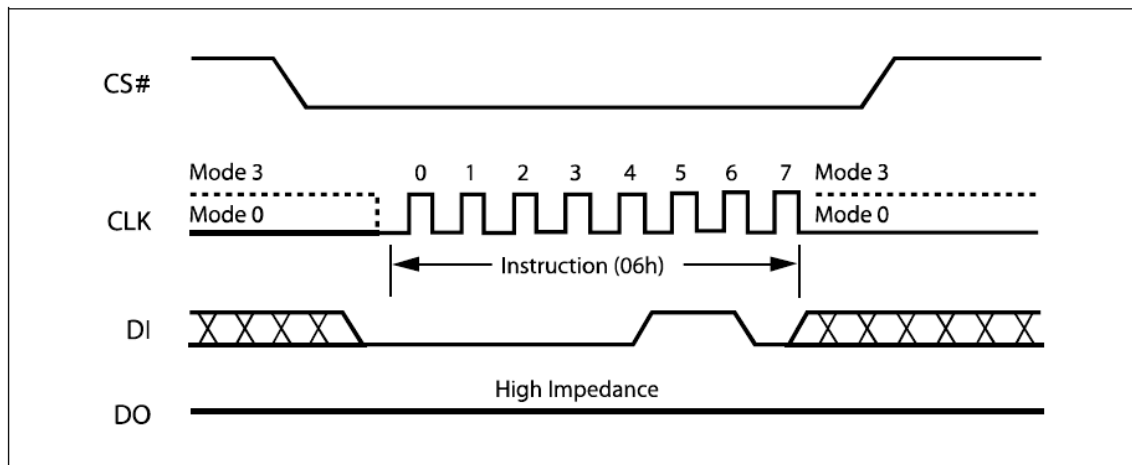 CS#
Mode 3 0 1 2 3 4 5 6 7 Mode 3
CLK Mode 0 Mode 0
Instruction (06h)
DI
High Impedance
DO